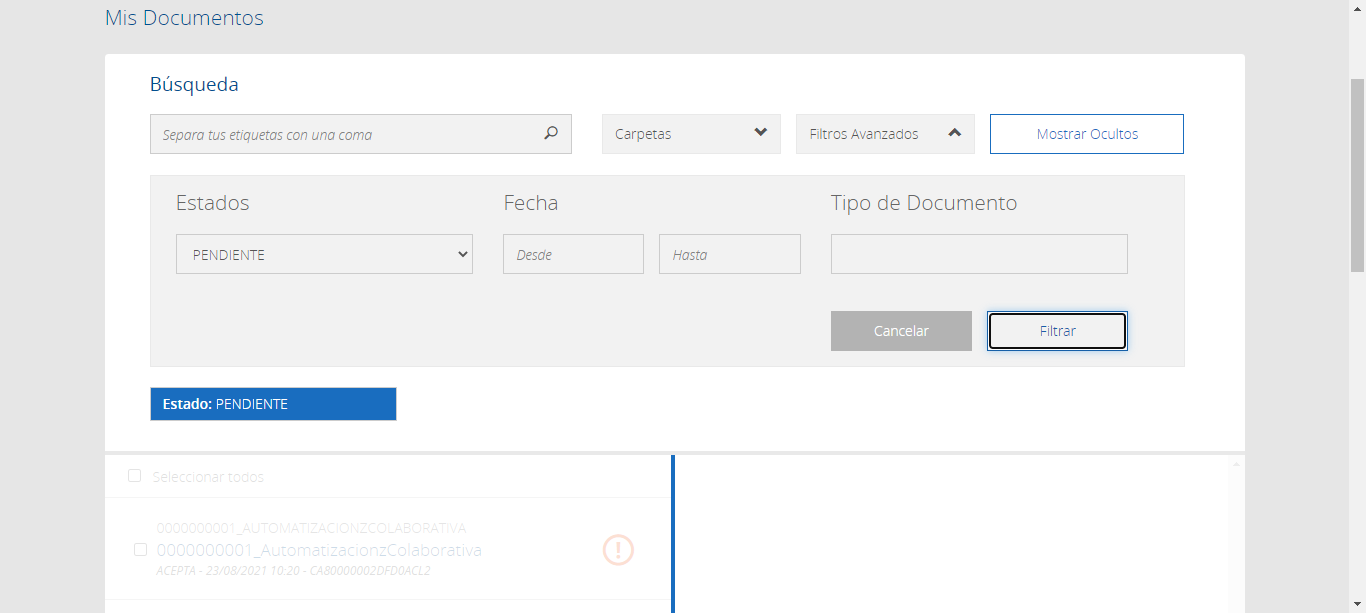 Mis Documentos
Búsqueda
Separa tus etiquetas con una coma
Carpetas
Filtros Avanzados
Mostrar Ocultos
Estados
Fecha
Tipo de Documento
PENDIENTE
Desde
Hasta
Cancelar
Filtrar
Estado: PENDIENTE
Seleccionar todos
0000000001_AUTOMATIZACIONZCOLABORATIVA
0000000001_AutomatizacionzColaborativa
ACEPTA - 23/08/2021 10:20 - CA80000002DFD0ACL2